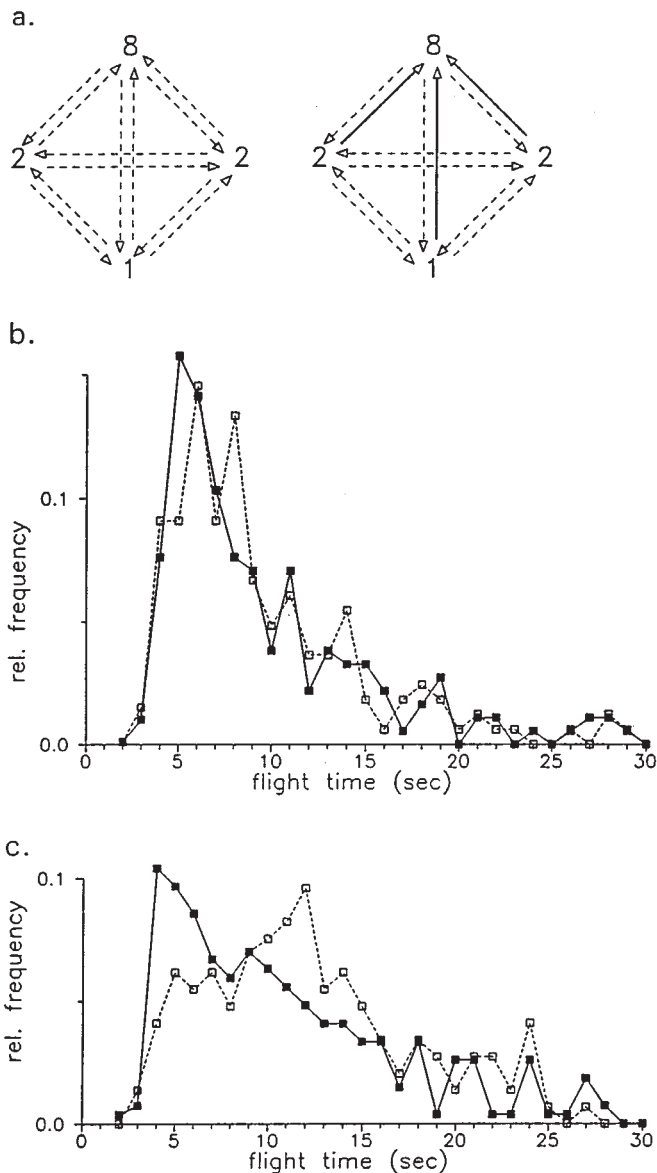 a.
8 8
2 2 2 2
1 1
b.
0.1
rel. frequency
0.0
0 5 10 15 20 25 30
flight time (sec)
c.
0.1
rel. frequency
0.0
0 5 10 15 20 25 30
flight time (sec)